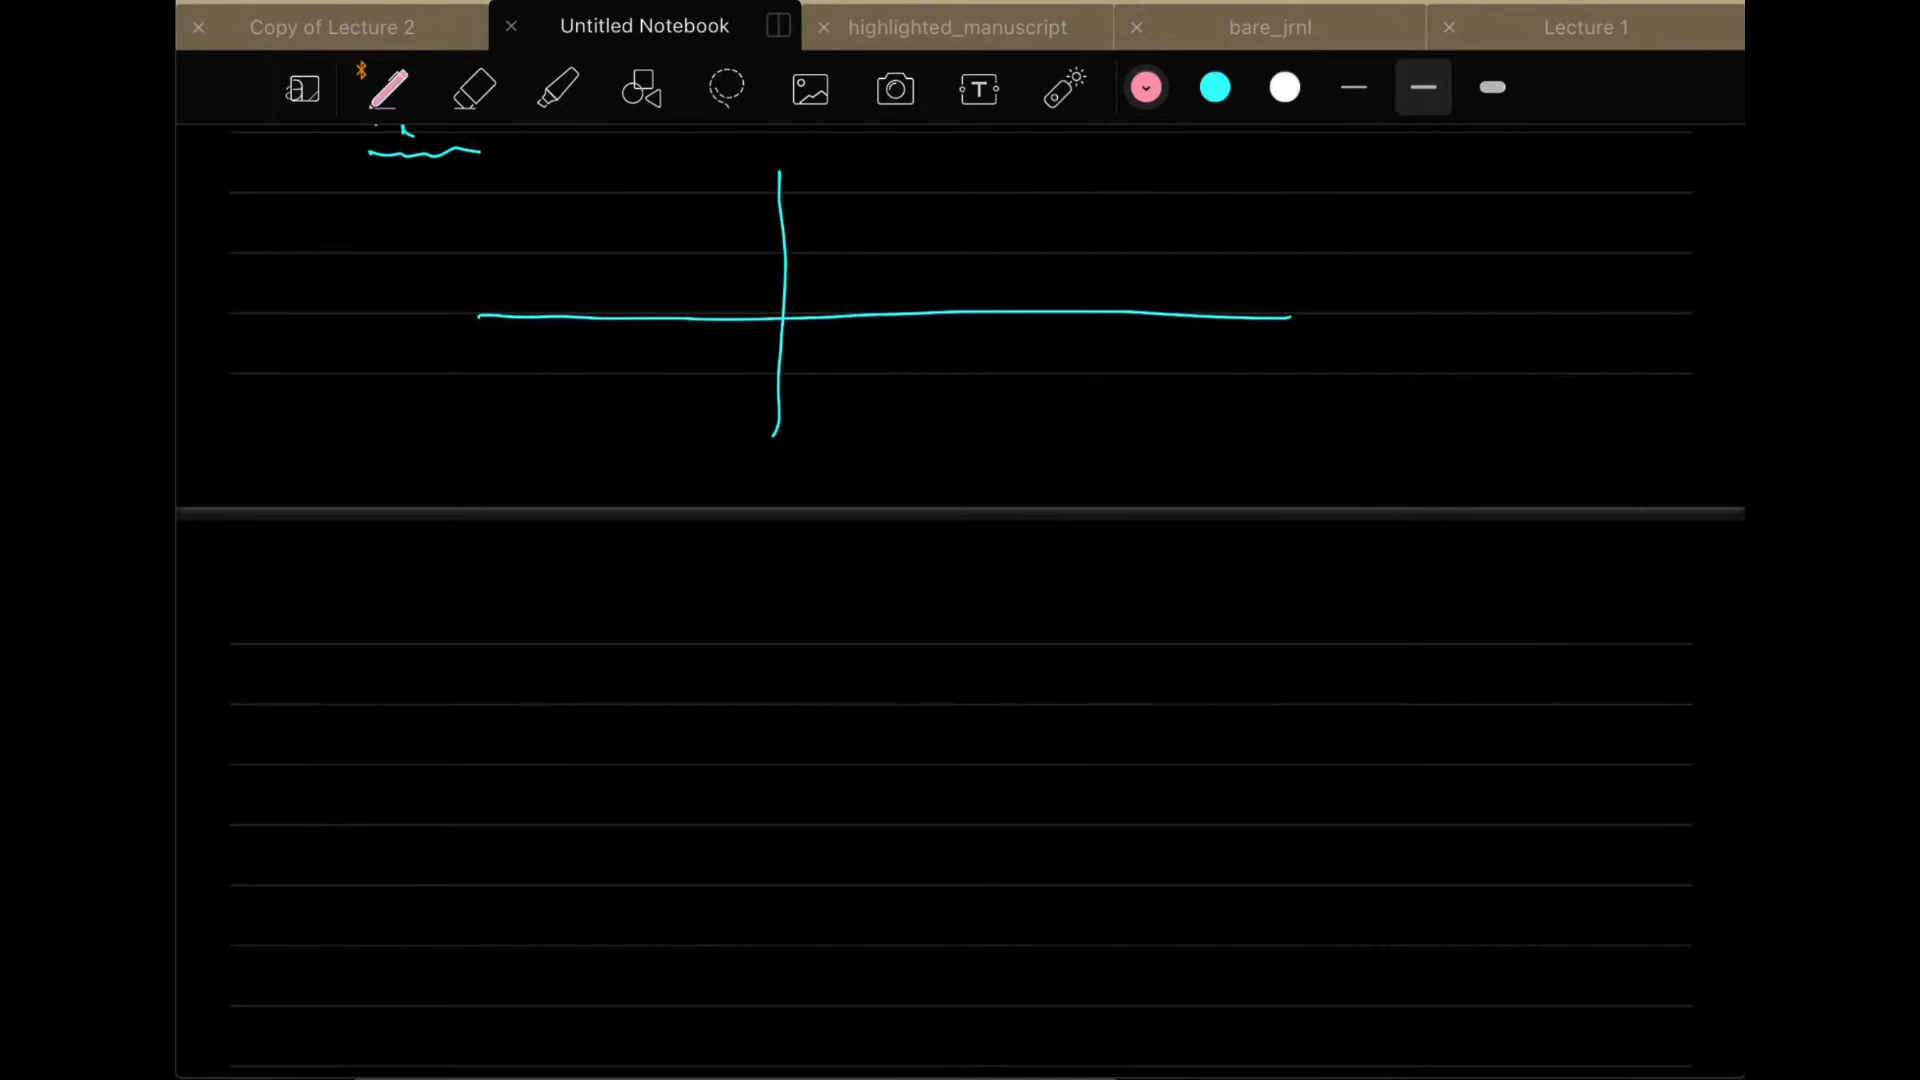 Copy of Lecture 2
Untitled Notebook
highlighted_manuscript
bare_jrnl
Lecture 1